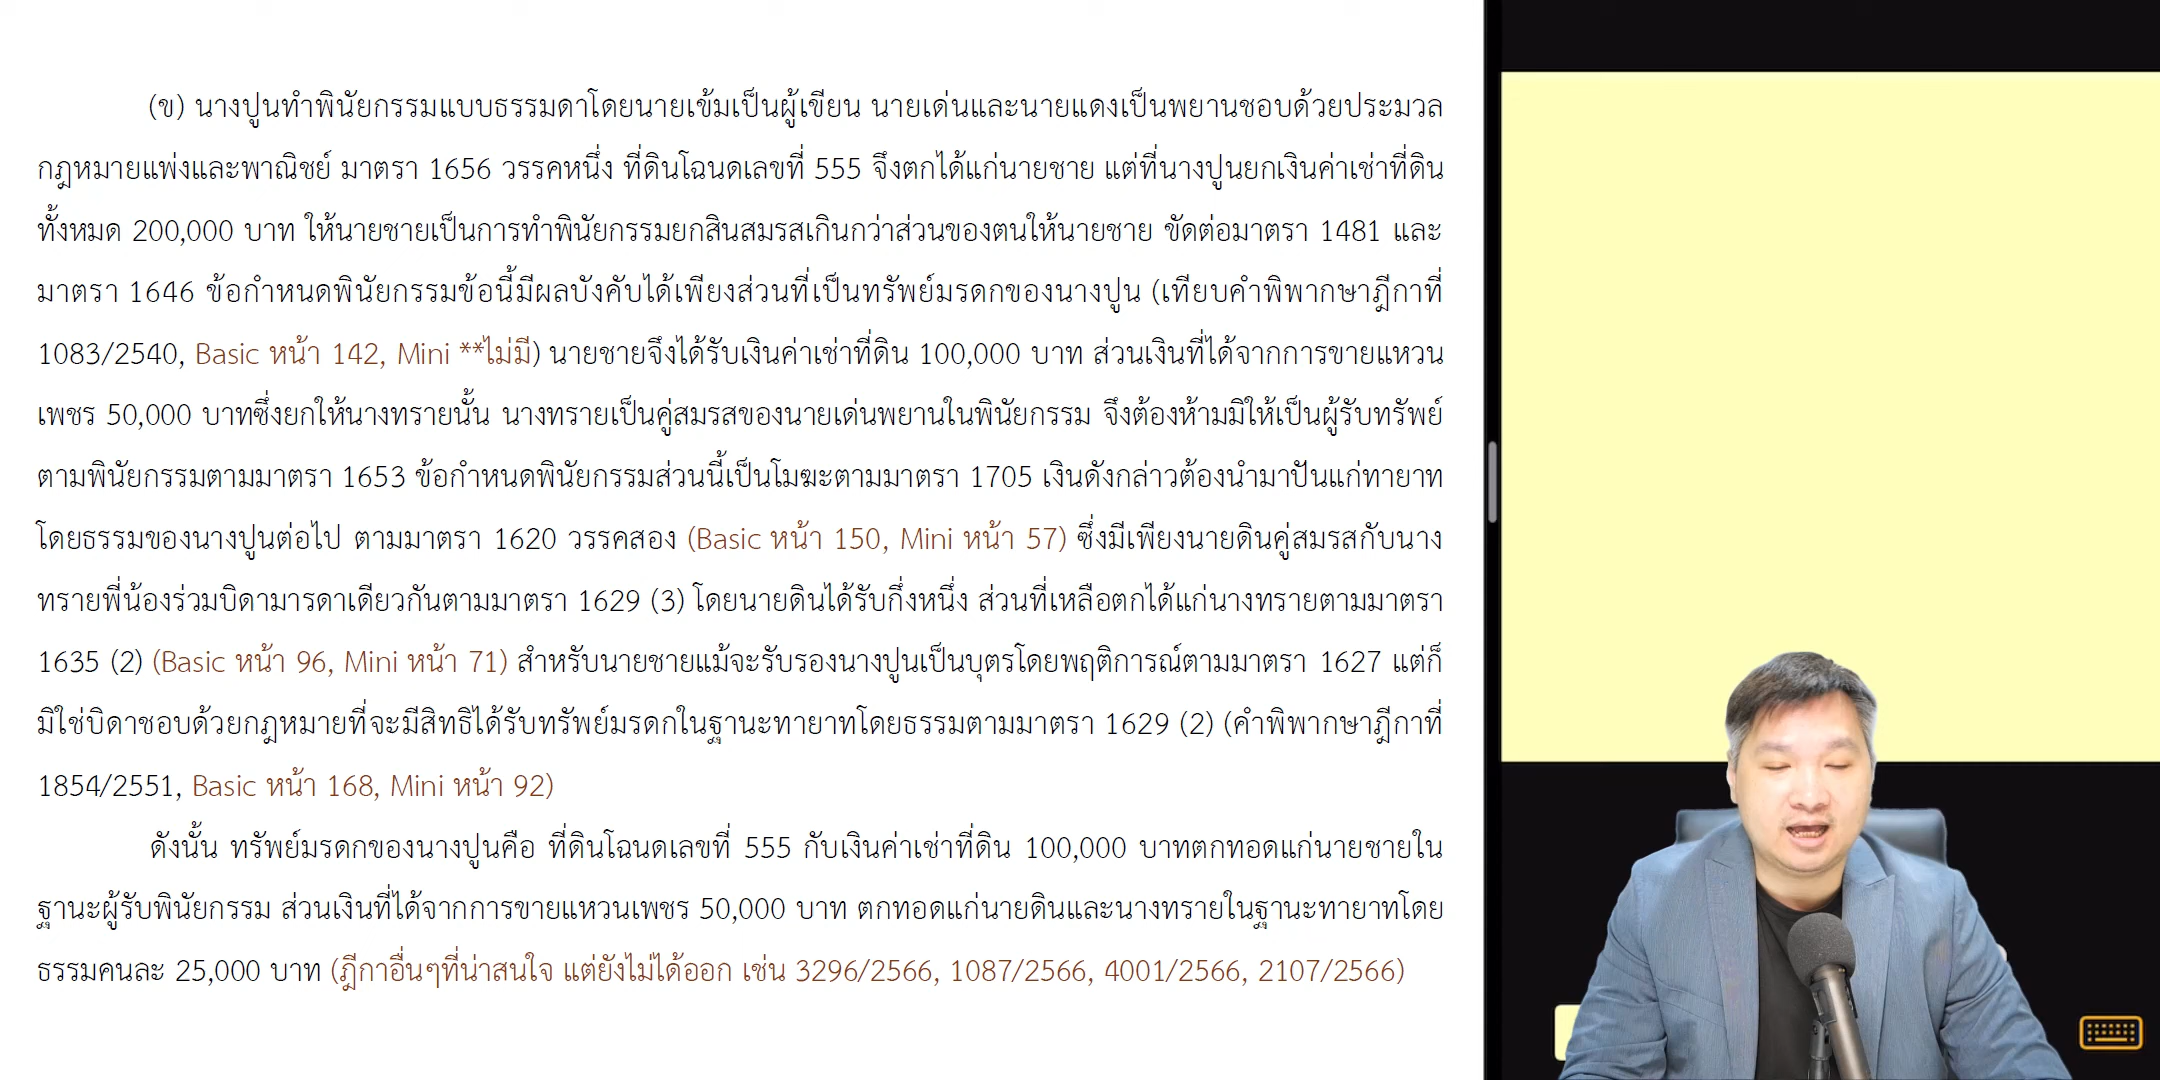 (ข) นางปูนทำพินัยกรรมแบบธรรมดาโดยนายเข้มเป็นผู้เขียน นายเด่นและนายแดงเป็นพยานชอบด้วยประมวล
กฎหมายแพ่งและพาณิชย์ มาตรา 1656 วรรคหนึ่ง ที่ดินโฉนดเลขที่ 555 จึงตกได้แก่นายชาย แต่ที่นางปูนยกเงินค่าเช่าที่ดิน
ทั้งหมด 200,000 บาท ให้นายชายเป็นการทำพินัยกรรมยกสินสมรสเกินกว่าส่วนของตนให้นายชาย ขัดต่อมาตรา 1481 และ
มาตรา 1646 ข้อกำหนดพินัยกรรมข้อนี้มีผลบังคับได้เพียงส่วนที่เป็นทรัพย์มรดกของนางปูน (เทียบคำพิพากษาฎีกาที่
1083/2540, Basic หน้า 142, Mini **ไม่มี) นายชายจึงได้รับเงินค่าเช่าที่ดิน 100,000 บาท ส่วนเงินที่ได้จากการขายแหวน
เพชร 50,000 บาทซึ่งยกให้นางทรายนั้น นางทรายเป็นคู่สมรสของนายเด่นพยานในพินัยกรรม จึงต้องห้ามมิให้เป็นผู้รับทรัพย์
ตามพินัยกรรมตามมาตรา 1653 ข้อกำหนดพินัยกรรมส่วนนี้เป็นโมฆะตามมาตรา 1705 เงินดังกล่าวต้องนำมาปันแก่ทายาท
โดยธรรมของนางปูนต่อไป ตามมาตรา 1620 วรรคสอง (Basic หน้า 150, Mini หน้า 57) ซึ่งมีเพียงนายดินคู่สมรสกับนาง
ทรายพี่น้องร่วมบิดามารดาเดียวกันตามมาตรา 1629 (3) โดยนายดินได้รับกึ่งหนึ่ง ส่วนที่เหลือตกได้แก่นางทรายตามมาตรา
1635 (2) (Basic หน้า 96, Mini หน้า 71) สำหรับนายชายแม้จะรับรองนางปูนเป็นบุตรโดยพฤติการณ์ตามมาตรา 1627 แต่ก็
มิใช่บิดาชอบด้วยกฎหมายที่จะมีสิทธิได้รับทรัพย์มรดกในฐานะทายาทโดยธรรมตามมาตรา 1629 (2) (คำพิพากษาฎีกาที่
1854/2551, Basic หน้า 168, Mini หน้า 92)
ดังนั้น ทรัพย์มรดกของนางปูนคือ ที่ดินโฉนดเลขที่ 555 กับเงินค่าเช่าที่ดิน 100,000 บาทตกทอดแก่นายชายใน
ฐานะผู้รับพินัยกรรม ส่วนเงินที่ได้จากการขายแหวนเพชร 50,000 บาท ตกทอดแก่นายดินและนางทรายในฐานะทายาทโดย
ธรรมคนละ 25,000 บาท (ฎีกาอื่นๆที่น่าสนใจ แต่ยังไม่ได้ออก เช่น 3296/2566, 1087/2566, 4001/2566, 2107/2566)